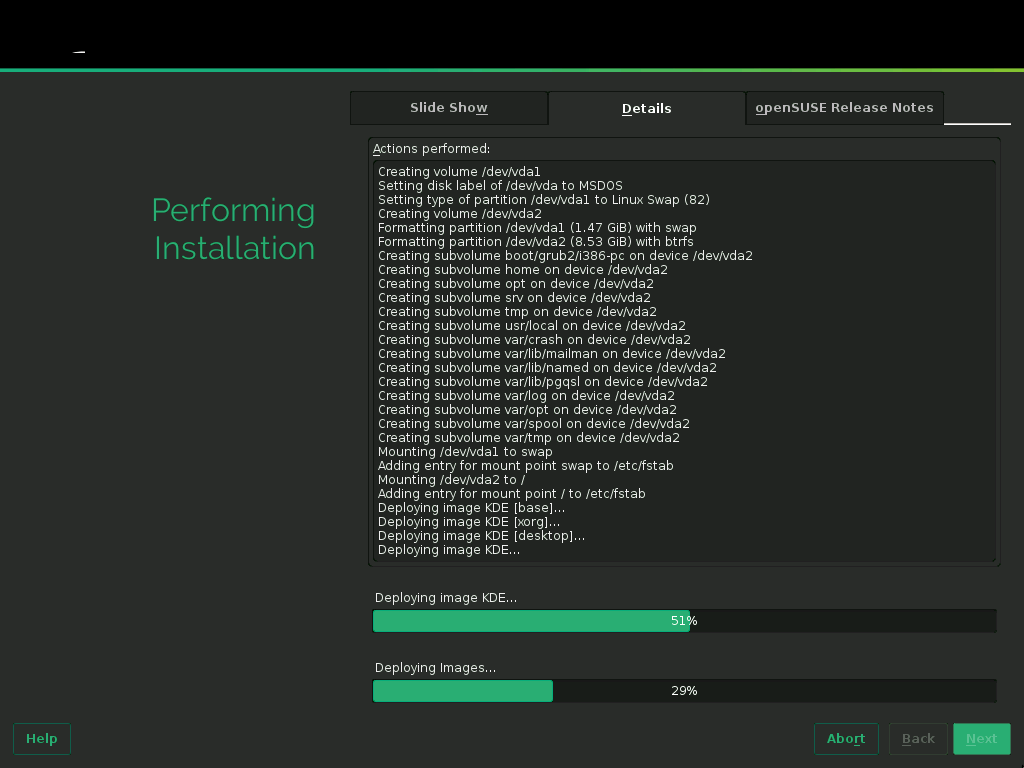 Slide Show
Details
openSUSE Release Notes
Performing
Installation
Actions performed:
Creating volume /dev/vda1
Setting disk label of /dev/vda to MSDOS
Setting type of partition /dev/vda1 to Linux Swap (82)
Creating volume /dev/vda2
Formatting partition /dev/vda1 (1.47 GiB) with swap
Formatting partition /dev/vda2 (8.53 GiB) with btrfs
Creating subvolume boot/grub2/i386-pc on device /dev/vda2
Creating subvolume home on device /dev/vda2
Creating subvolume opt on device /dev/vda2
Creating subvolume srv on device /dev/vda2
Creating subvolume tmp on device /dev/vda2
Creating subvolume usr/local on device /dev/vda2
Creating subvolume var/crash on device /dev/vda2
Creating subvolume var/lib/mailman on device /dev/vda2
Creating subvolume var/lib/named on device /dev/vda2
Creating subvolume var/lib/pgqsl on device /dev/vda2
Creating subvolume var/log on device /dev/vda2
Creating subvolume var/opt on device /dev/vda2
Creating subvolume var/spool on device /dev/vda2
Creating subvolume var/tmp on device /dev/vda2
Mounting /dev/vda1 to swap
Adding entry for mount point swap to /etc/fstab
Mounting /dev/vda2 to /
Adding entry for mount point / to /etc/fstab
Deploying image KDE [base]...
Deploying image KDE [xorg]...
Deploying image KDE [desktop]...
Deploying image KDE...
Deploying image KDE...
51%
Deploying Images...
29%
Help
Abort
Back
Next